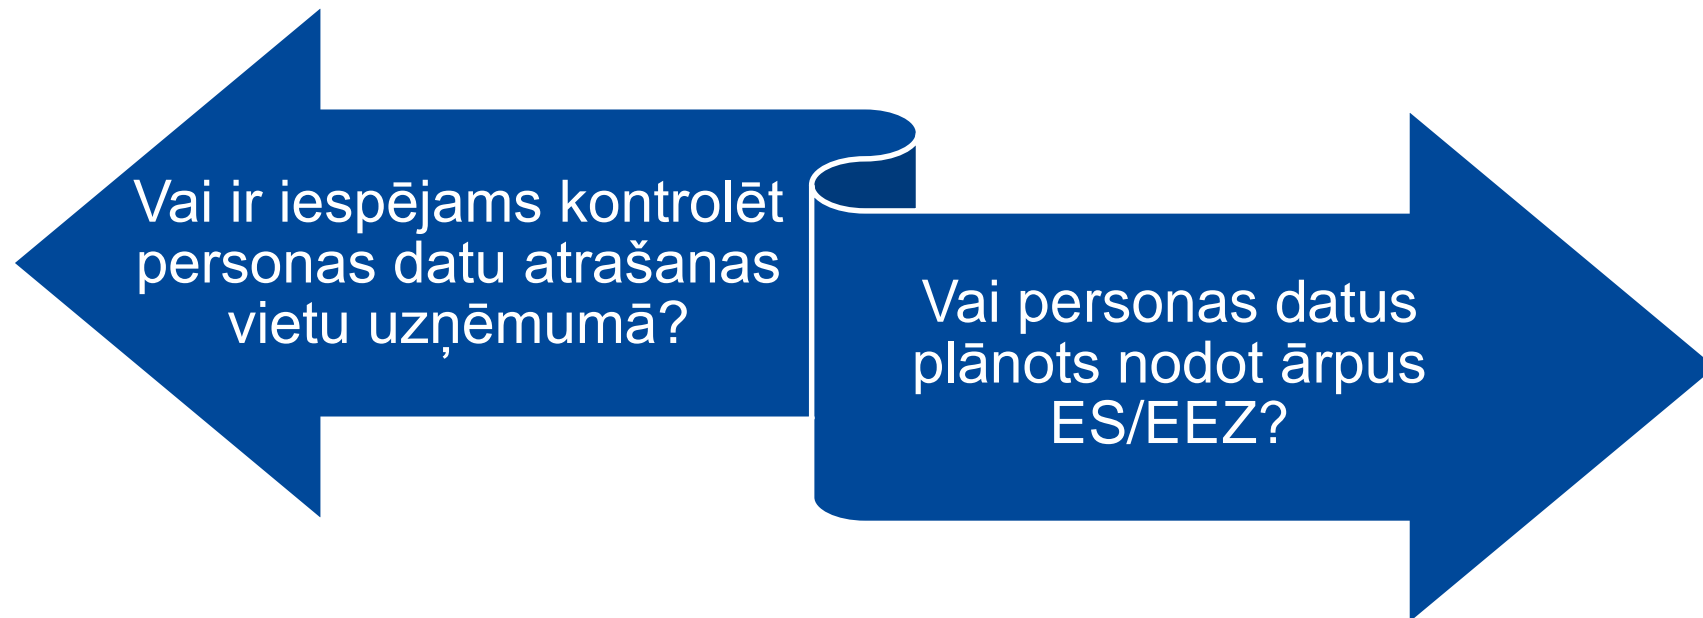 Vai ir iespējams kontrolēt
personas datu atrašanas
vietu uzņēmumā?
Vai personas datus
plānots nodot ārpus
ES/EEZ?